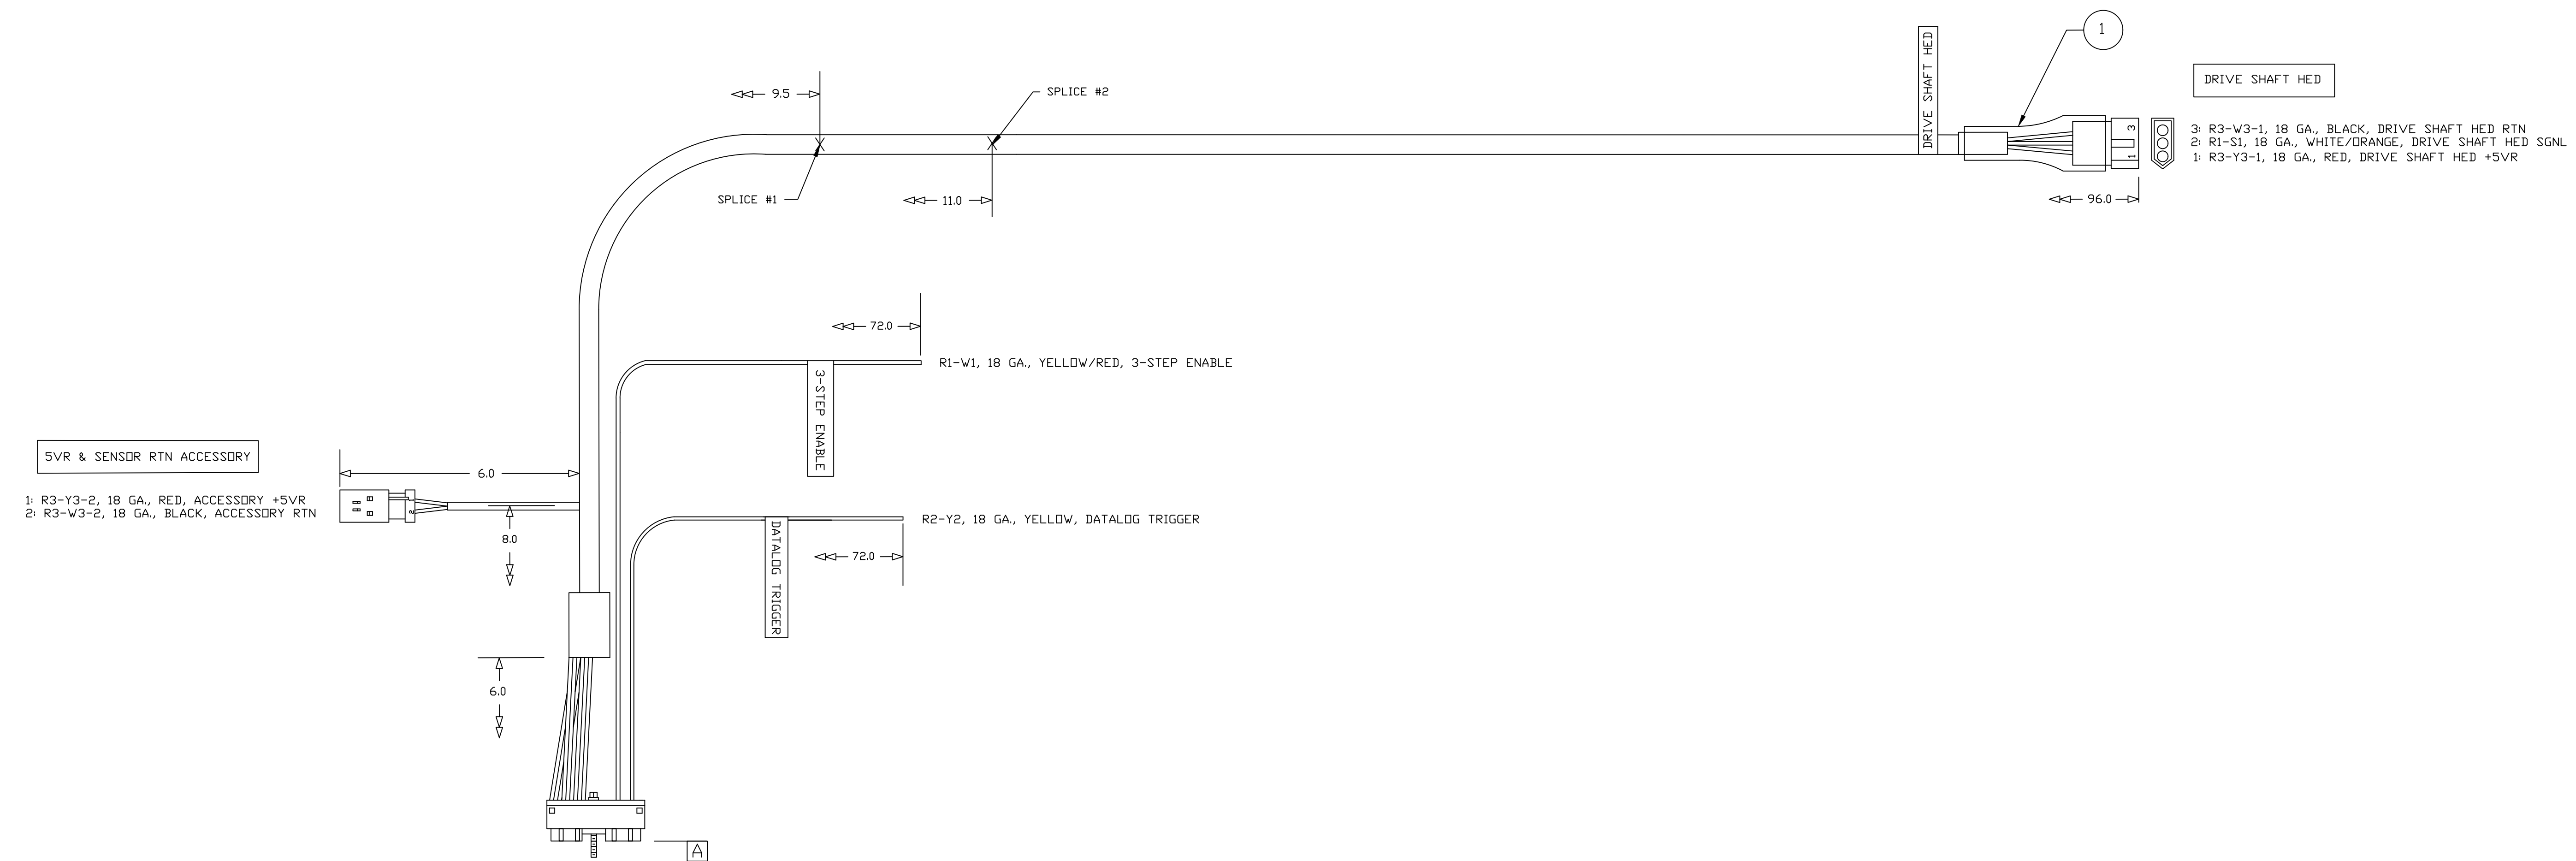 1
DRIVE SHAFT HED
DRIVE SHAFT HED
9.5
SPLICE #2
3
1
3: R3-W3-1, 18 GA., BLACK, DRIVE SHAFT HED RTN
2: R1-S1, 18 GA., WHITE/ORANGE, DRIVE SHAFT HED SGNL
1: R3-Y3-1, 18 GA., RED, DRIVE SHAFT HED +5VR
SPLICE #1
11.0
96.0
72.0
R1-W1, 18 GA., YELLOW/RED, 3-STEP ENABLE
3-STEP ENABLE
5VR & SENSOR RTN ACCESSORY
6.0
1: R3-Y3-2, 18 GA., RED, ACCESSORY +5VR
2: R3-W3-2, 18 GA., BLACK, ACCESSORY RTN
1
2
8.0
R2-Y2, 18 GA., YELLOW, DATALOG TRIGGER
DATALOG TRIGGER
72.0
6.0
A